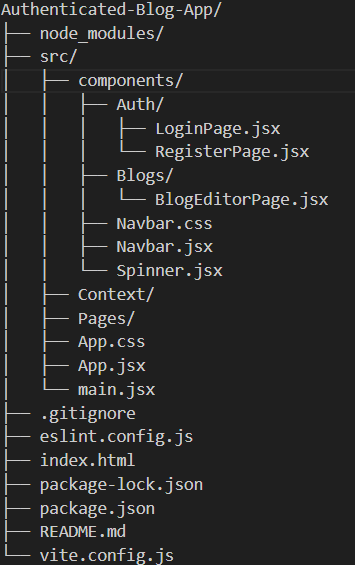 Authenticated-Blog-App/
├── node_modules/
├── src/
│   ├── components/
│   │   ├── Auth/
│   │   │   ├── LoginPage.jsx
│   │   │   └── RegisterPage.jsx
│   │   ├── Blogs/
│   │   │   └── BlogEditorPage.jsx
│   │   ├── Navbar.css
│   │   ├── Navbar.jsx
│   │   └── Spinner.jsx
│   ├── Context/
│   ├── Pages/
│   ├── App.css
│   ├── App.jsx
│   └── main.jsx
├── .gitignore
├── eslint.config.js
├── index.html
├── package-lock.json
├── package.json
├── README.md
└── vite.config.js